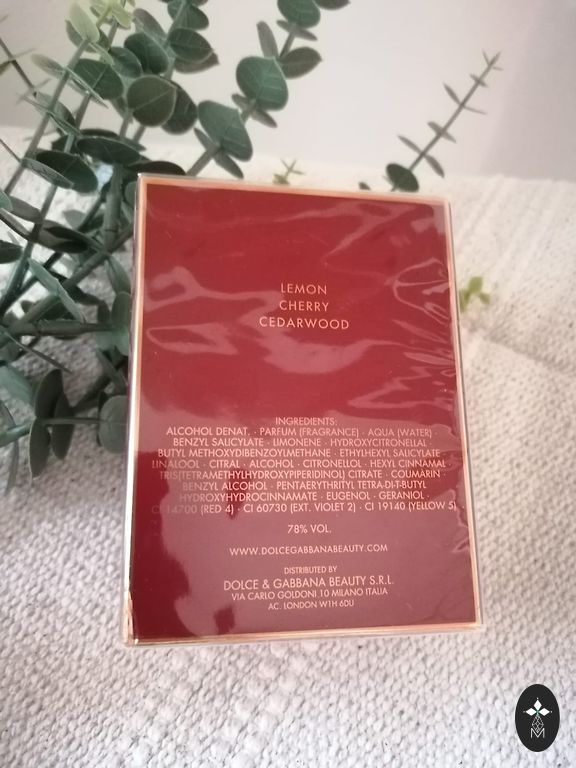 LEMON
CHERRY
CEDARWOOD
INGREDIENTS:
ALCOHOL DENAT. · PARFUM (FRAGRANCE) · AQUA (WATER) ·
BENZYL SALICYLATE · LIMONENE · HYDROXYCITRONELLAL ·
BUTYL METHOXYDIBENZOYLMETHANE · ETHYLHEXYL SALICYLATE
LINALOOL · CITRAL · ALCOHOL · CITRONELLOL · HEXYL CINNAMAL ·
TRIS(TETRAMETHYLHYDROXYPIPERIDINOL) CITRATE · COUMARIN ·
BENZYL ALCOHOL · PENTAERYTHRITYL TETRA-DI-T-BUTYL
HYDROXYHYDROCINNAMATE · EUGENOL · GERANIOL ·
CI 14700 (RED 4) · CI 60730 (EXT. VIOLET 2) · CI 19140 (YELLOW 5) .
78% VOL.
WWW.DOLCEGABBANABEAUTY.COM
DISTRIBUTED BY
DOLCE & GABBANA BEAUTY S.R.L.
VIA CARLO GOLDONI 10 MILANO ITALIA
AC. LONDON W1H 6DU
M